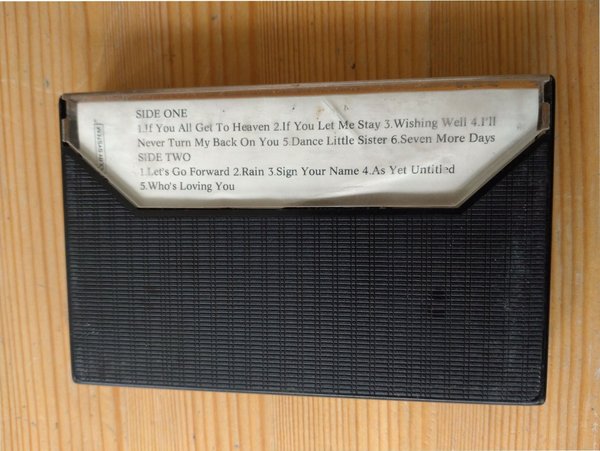 SIDE ONE
1.If You All Get To Heaven 2.If You Let Me Stay 3.Wishing Well 4.I'll
Never Turn My Back On You 5.Dance Little Sister 6.Seven More Days
SIDE TWO
1.Let's Go Forward 2.Rain 3.Sign Your Name 4.As Yet Untitled
5.Who's Loving You
SYSTEM